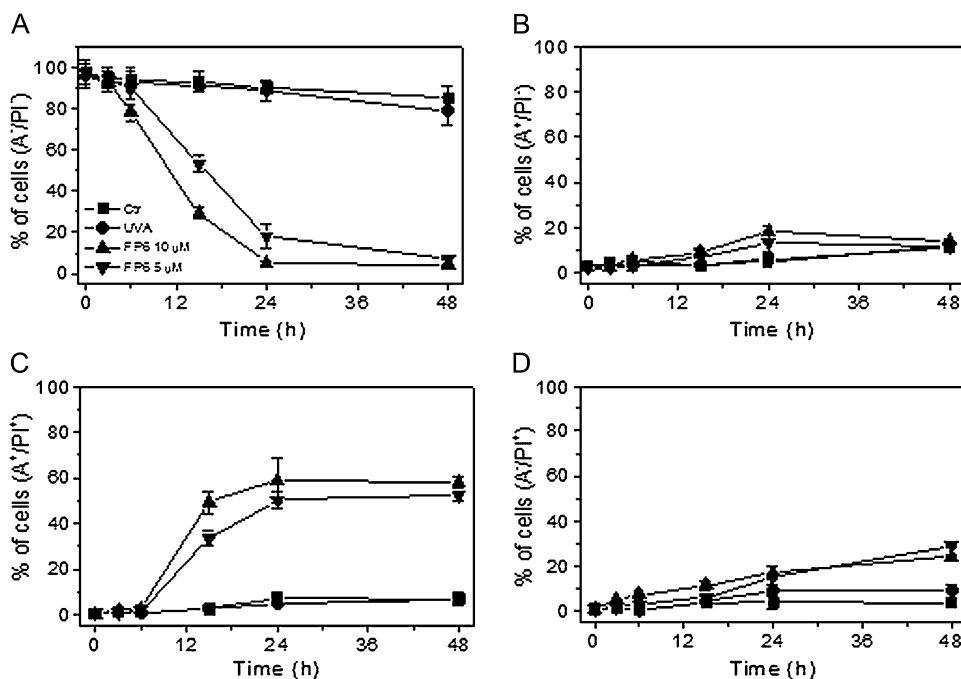 A
% of cells (A⁻/PI⁻)
100
80
60
40
20
0
Ctr
UVA
FP6 10 uM
FP6 5 uM
0 12 24 36 48
Time (h)
B
% of cells (A⁺/PI⁻)
100
80
60
40
20
0
0 12 24 36 48
Time (h)
C
% of cells (A⁺/PI⁺)
100
80
60
40
20
0
0 12 24 36 48
Time (h)
D
% of cells (A⁻/PI⁺)
100
80
60
40
20
0
0 12 24 36 48
Time (h)